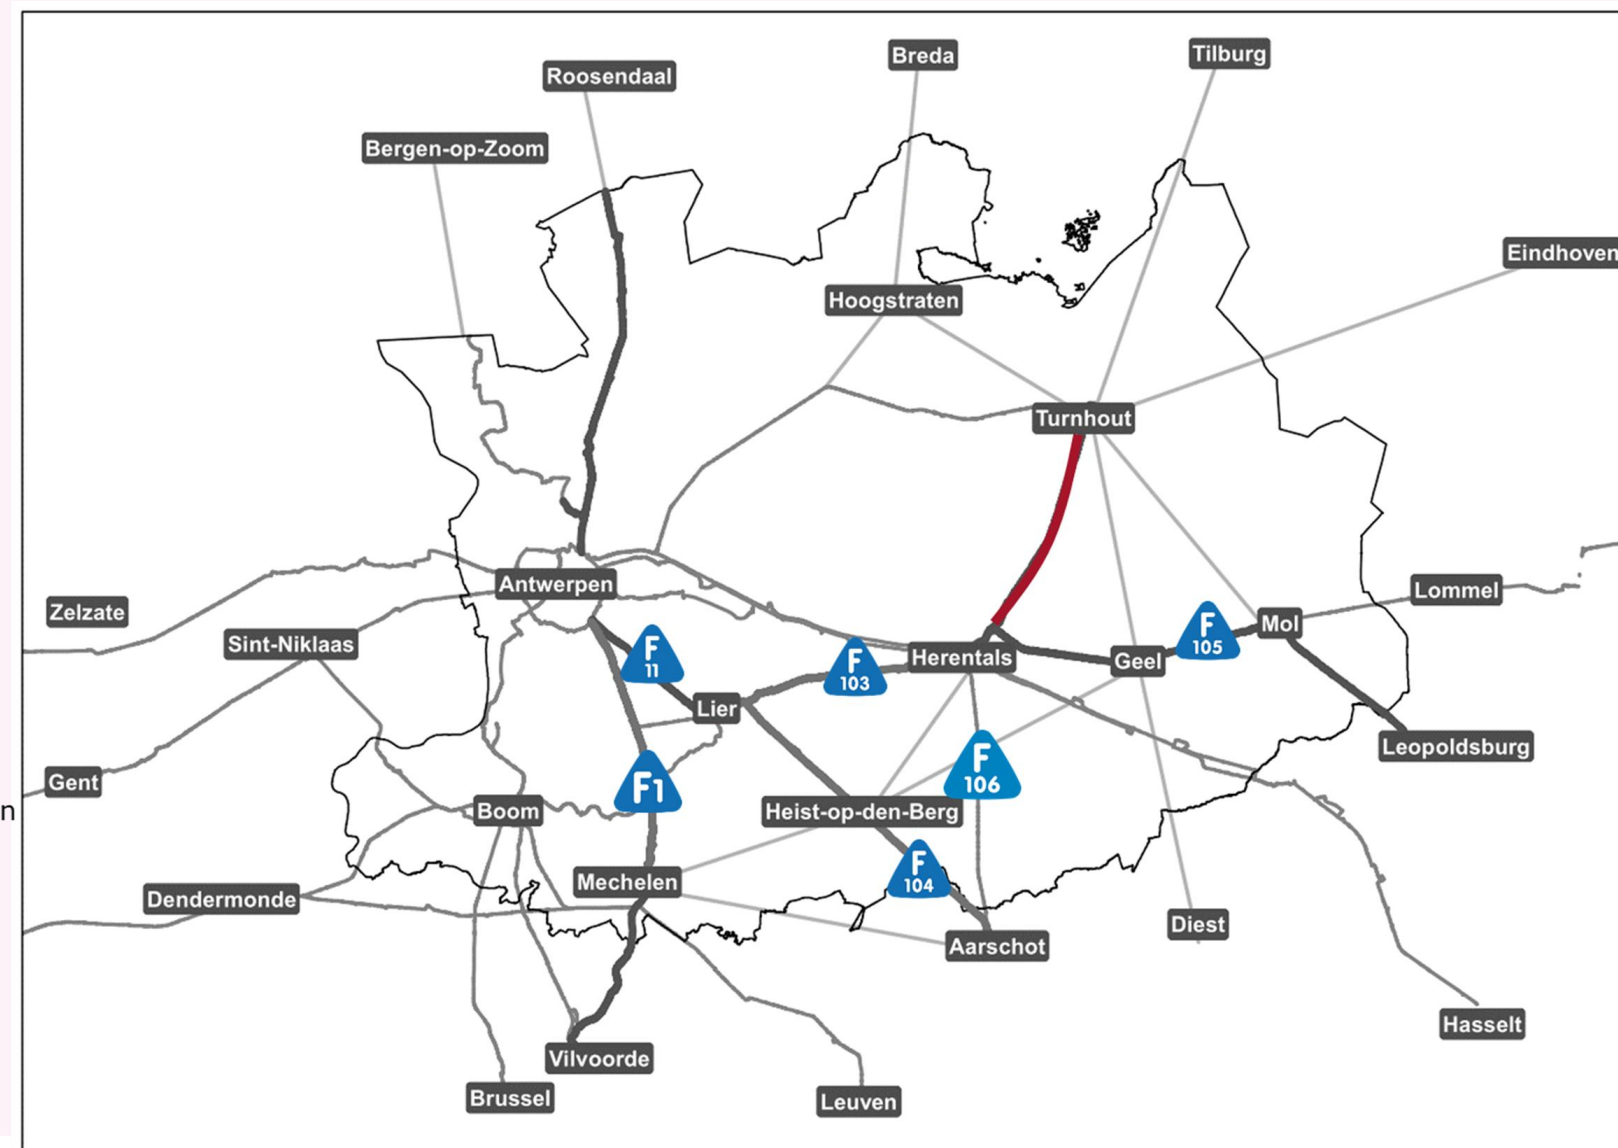 Breda
Tilburg
Roosendaal
Bergen-op-Zoom
Eindhoven
Hoogstraten
Turnhout
Antwerpen
Lommel
Zelzate
Mol
Sint-Niklaas
F
105
F
11
Herentals
Geel
F
103
Lier
Leopoldsburg
F
106
Gent
F1
n
Boom
Heist-op-den-Berg
Mechelen
F
104
Dendermonde
Diest
Aarschot
Hasselt
Vilvoorde
Brussel
Leuven